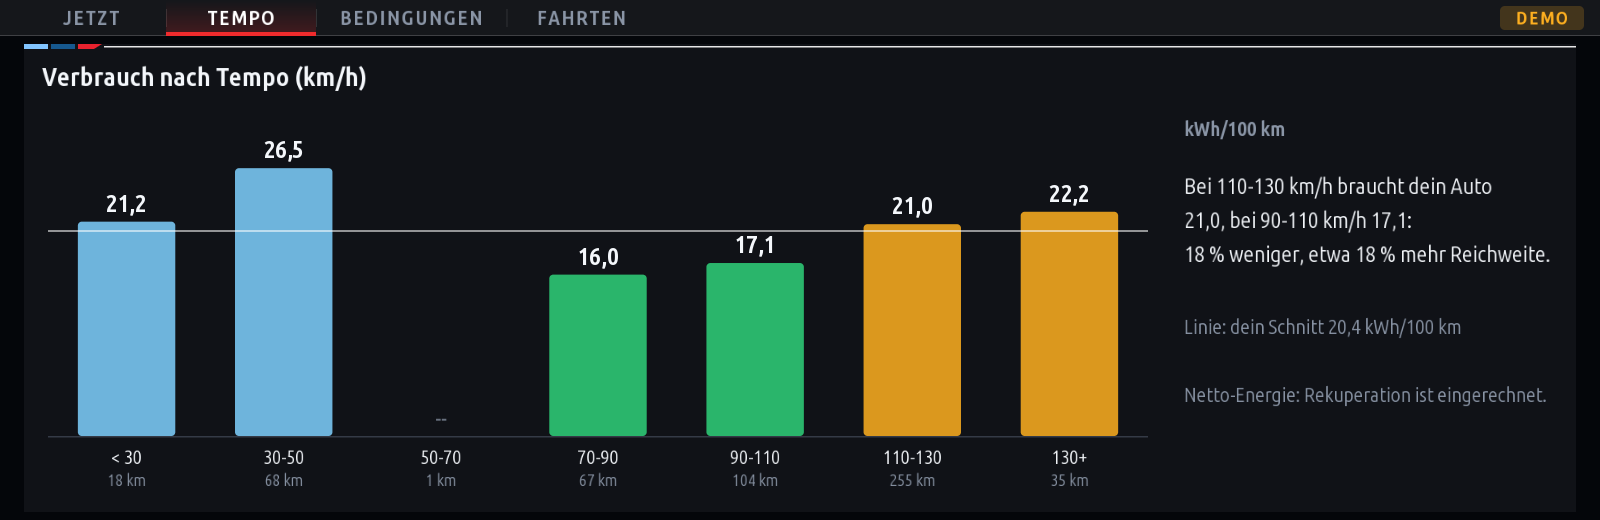 JETZT TEMPO BEDINGUNGEN FAHRTEN DEMO
Verbrauch nach Tempo (km/h)
21,2 26,5 -- 16,0 17,1 21,0 22,2
< 30 30-50 50-70 70-90 90-110 110-130 130+
18 km 68 km 1 km 67 km 104 km 255 km 35 km
kWh/100 km
Bei 110-130 km/h braucht dein Auto
21,0, bei 90-110 km/h 17,1:
18 % weniger, etwa 18 % mehr Reichweite.
Linie: dein Schnitt 20,4 kWh/100 km
Netto-Energie: Rekuperation ist eingerechnet.